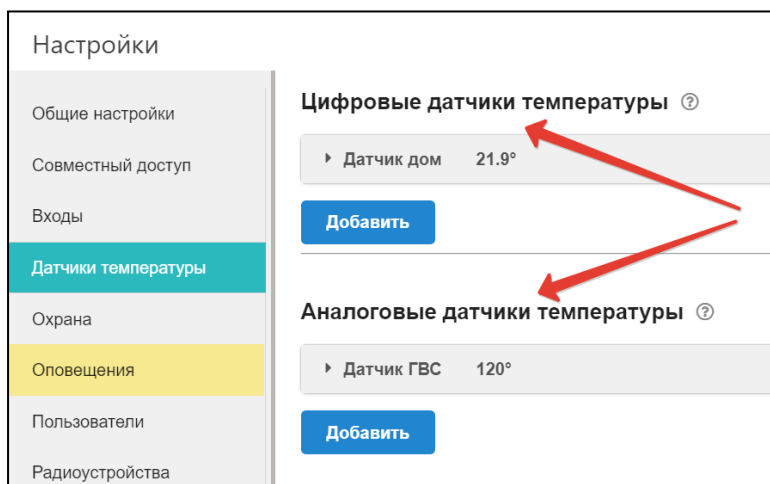 Настройки
Общие настройки
Совместный доступ
Входы
Датчики температуры
Охрана
Оповещения
Пользователи
Радиоустройства
Цифровые датчики температуры ?
Датчик дом 21.9°
Добавить
Аналоговые датчики температуры ?
Датчик ГВС 120°
Добавить